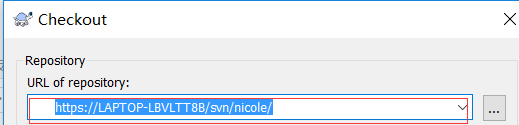 Checkout
Repository
URL of repository:
https://LAPTOP-LBVLTT8B/svn/nicole/
...